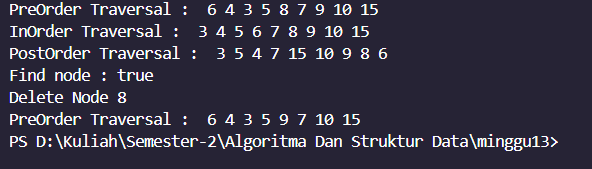 PreOrder Traversal :  6 4 3 5 8 7 9 10 15
InOrder Traversal :  3 4 5 6 7 8 9 10 15
PostOrder Traversal :  3 5 4 7 15 10 9 8 6
Find node : true
Delete Node 8
PreOrder Traversal :  6 4 3 5 9 7 10 15
PS D:\Kuliah\Semester-2\Algoritma Dan Struktur Data\minggu13>